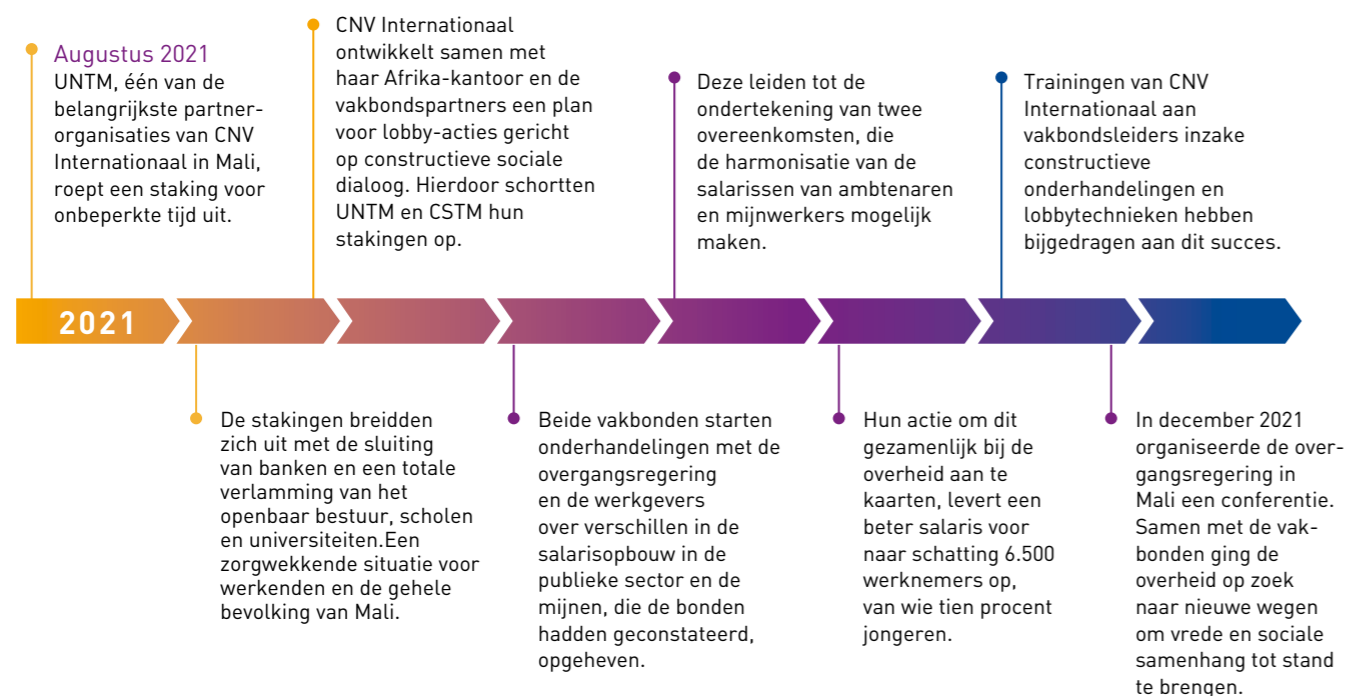 Augustus 2021
UNTM, één van de
belangrijkste partner-
organisaties van CNV
Internationaal in Mali,
roept een staking voor
onbeperkte tijd uit.
CNV Internationaal
ontwikkelt samen met
haar Afrika-kantoor en de
vakbondspartners een plan
voor lobby-acties gericht
op constructieve sociale
dialoog. Hierdoor schortten
UNTM en CSTM hun
stakingen op.
Deze leiden tot de
ondertekening van twee
overeenkomsten, die
de harmonisatie van de
salarissen van ambtenaren
en mijnwerkers mogelijk
maken.
Trainingen van CNV
Internationaal aan
vakbondsleiders inzake
constructieve
onderhandelingen en
lobbytechnieken hebben
bijgedragen aan dit succes.
2021
De stakingen breidden
zich uit met de sluiting
van banken en een totale
verlamming van het
openbaar bestuur, scholen
en universiteiten.Een
zorgwekkende situatie voor
werkenden en de gehele
bevolking van Mali.
Beide vakbonden starten
onderhandelingen met de
overgangsregering
en de werkgevers
over verschillen in de
salarisopbouw in de
publieke sector en de
mijnen, die de bonden
hadden geconstateerd,
opgeheven.
Hun actie om dit
gezamenlijk bij de
overheid aan te
kaarten, levert een
beter salaris voor
naar schatting 6.500
werknemers op,
van wie tien procent
jongeren.
In december 2021
organiseerde de over-
gangsregering in
Mali een conferentie.
Samen met de vak-
bonden ging de
overheid op zoek
naar nieuwe wegen
om vrede en sociale
samenhang tot stand
te brengen.